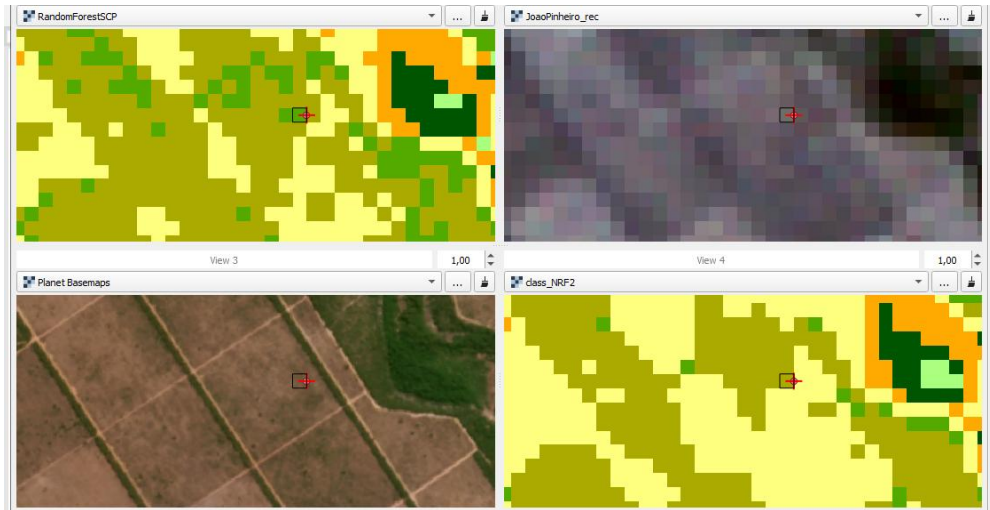 RandomForestSCP
...
JoaoPinheiro_rec
...
View 3
1,00
View 4
1,00
Planet Basemaps
...
class_NRF2
...